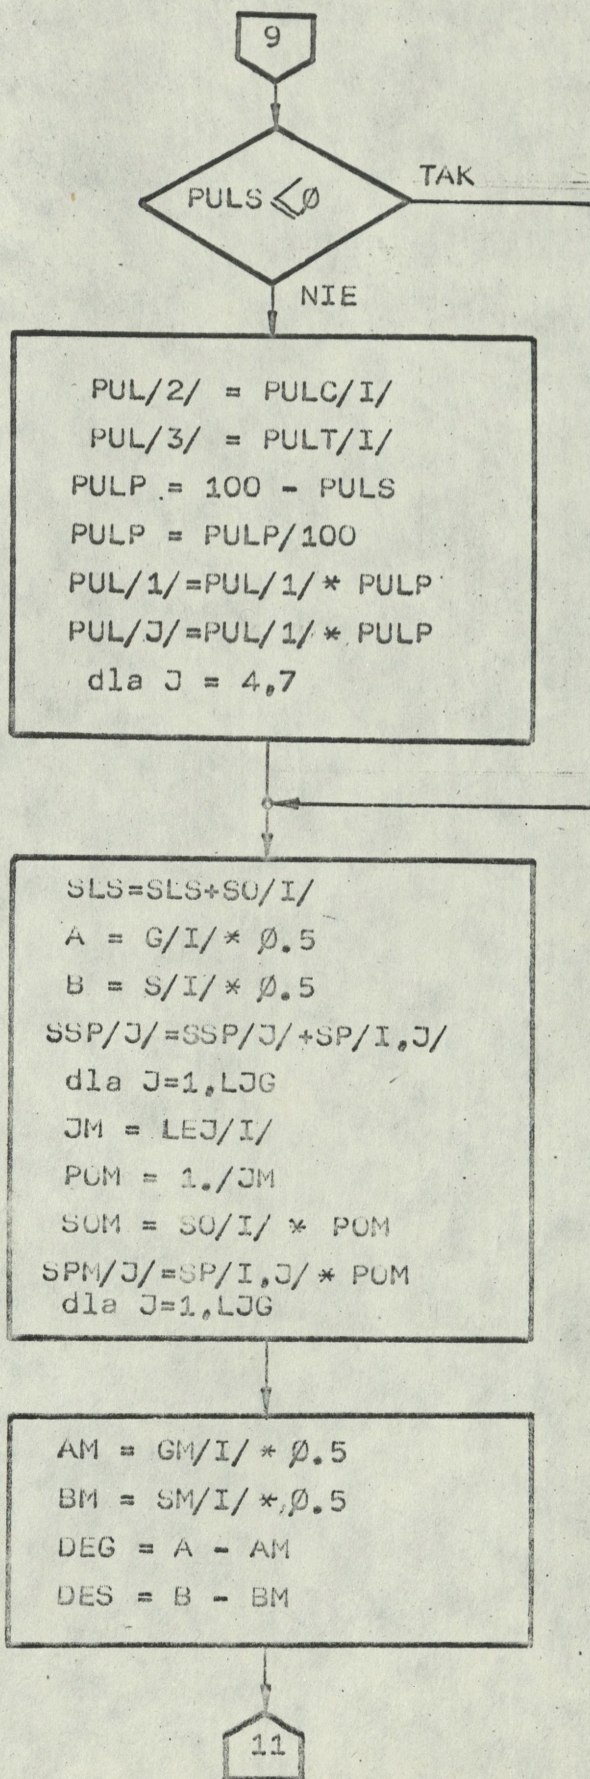 9
PULS ≤ Ø
TAK
NIE
PUL/2/ = PULC/I/
PUL/3/ = PULT/I/
PULP = 100 - PULS
PULP = PULP/100
PUL/1/=PUL/1/* PULP
PUL/J/=PUL/1/* PULP
dla J = 4,7
SLS=SLS+SO/I/
A = G/I/* Ø.5
B = S/I/* Ø.5
SSP/J/=SSP/J/+SP/I,J/
dla J=1,LJG
JM = LEJ/I/
POM = 1./JM
SOM = SO/I/ * POM
SPM/J/=SP/I,J/* POM
dla J=1,LJG
AM = GM/I/* Ø.5
BM = SM/I/* Ø.5
DEG = A - AM
DES = B - BM
11